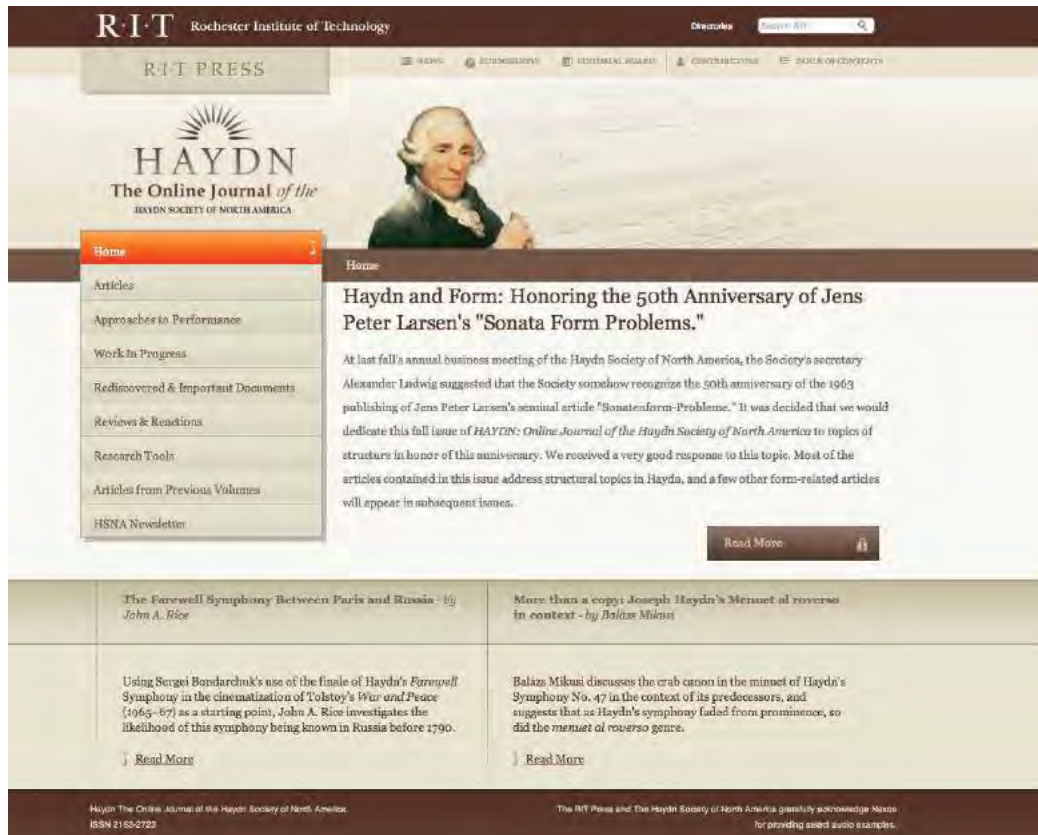 R·I·T Rochester Institute of Technology
Directories
Search RIT
R·I·T PRESS
NEWS
SUBMISSIONS
EDITORIAL BOARD
CONTRIBUTORS
TABLE OF CONTENTS
HAYDN
The Online Journal of the
HAYDN SOCIETY OF NORTH AMERICA
Home
Articles
Approaches to Performance
Work In Progress
Rediscovered & Important Documents
Reviews & Reactions
Research Tools
Articles from Previous Volumes
HSNA Newsletter
Home
Haydn and Form: Honoring the 50th Anniversary of Jens
Peter Larsen's "Sonata Form Problems."
At last fall's annual business meeting of the Haydn Society of North America, the Society's secretary
Alexander Ludwig suggested that the Society somehow recognize the 50th anniversary of the 1963
publishing of Jens Peter Larsen's seminal article "Sonatenform-Probleme." It was decided that we would
dedicate this fall issue of HAYDN: Online Journal of the Haydn Society of North America to topics of
structure in honor of this anniversary. We received a very good response to this topic. Most of the
articles contained in this issue address structural topics in Haydn, and a few other form-related articles
will appear in subsequent issues.
Read More
The Farewell Symphony Between Paris and Russia - by
John A. Rice
Using Sergei Bondarchuk's use of the finale of Haydn's Farewell
Symphony in the cinematization of Tolstoy's War and Peace
(1965–67) as a starting point, John A. Rice investigates the
likelihood of this symphony being known in Russia before 1790.
Read More
More than a copy: Joseph Haydn's Menuet al roverso
in context - by Balázs Mikusi
Balázs Mikusi discusses the crab canon in the minuet of Haydn's
Symphony No. 47 in the context of its predecessors, and
suggests that as Haydn's symphony faded from prominence, so
did the menuet al roverso genre.
Read More
Haydn The Online Journal of the Haydn Society of North America.
ISSN 2163-2723
The RIT Press and The Haydn Society of North America gratefully acknowledge Naxos
for providing select audio examples.